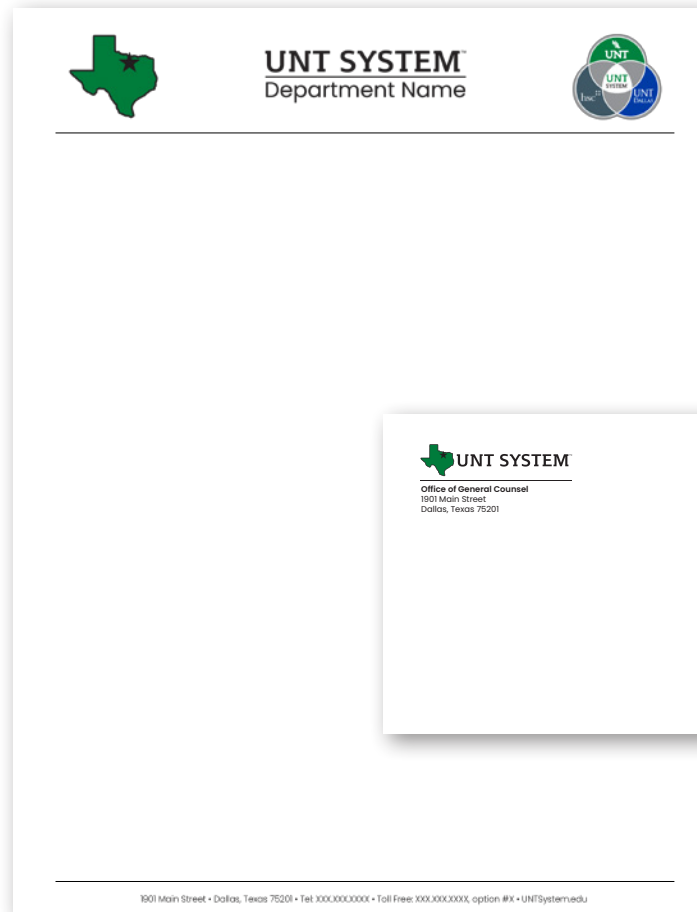 UNT SYSTEM™
Department Name
UNT
UNT
SYSTEM
hsc
UNT
DALLAS
UNT SYSTEM
Office of General Counsel
1901 Main Street
Dallas, Texas 75201
1901 Main Street • Dallas, Texas 75201 • Tel: XXX.XXX.XXXX • Toll Free: XXX.XXX.XXXX, option #X • UNTSystem.edu